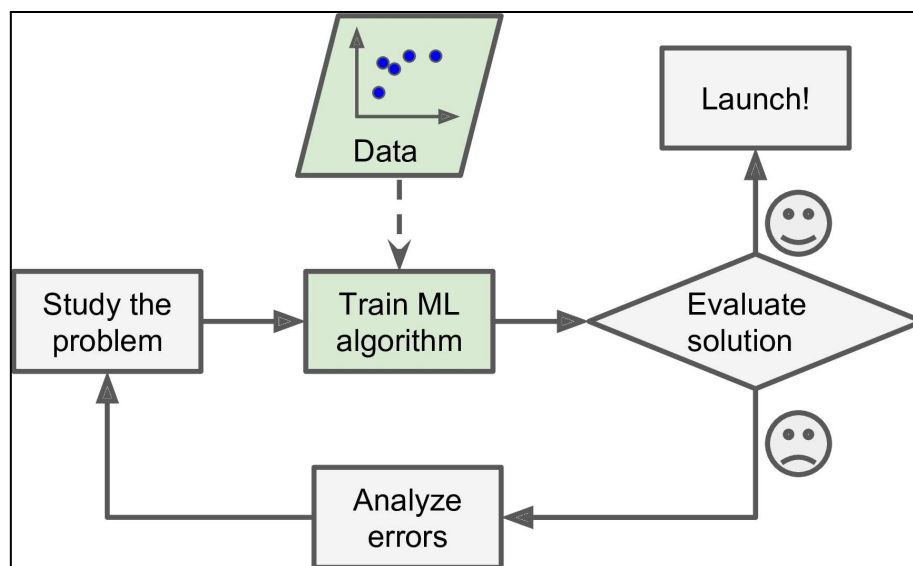 Data
Launch!
Study the
problem
Train ML
algorithm
Evaluate
solution
Analyze
errors